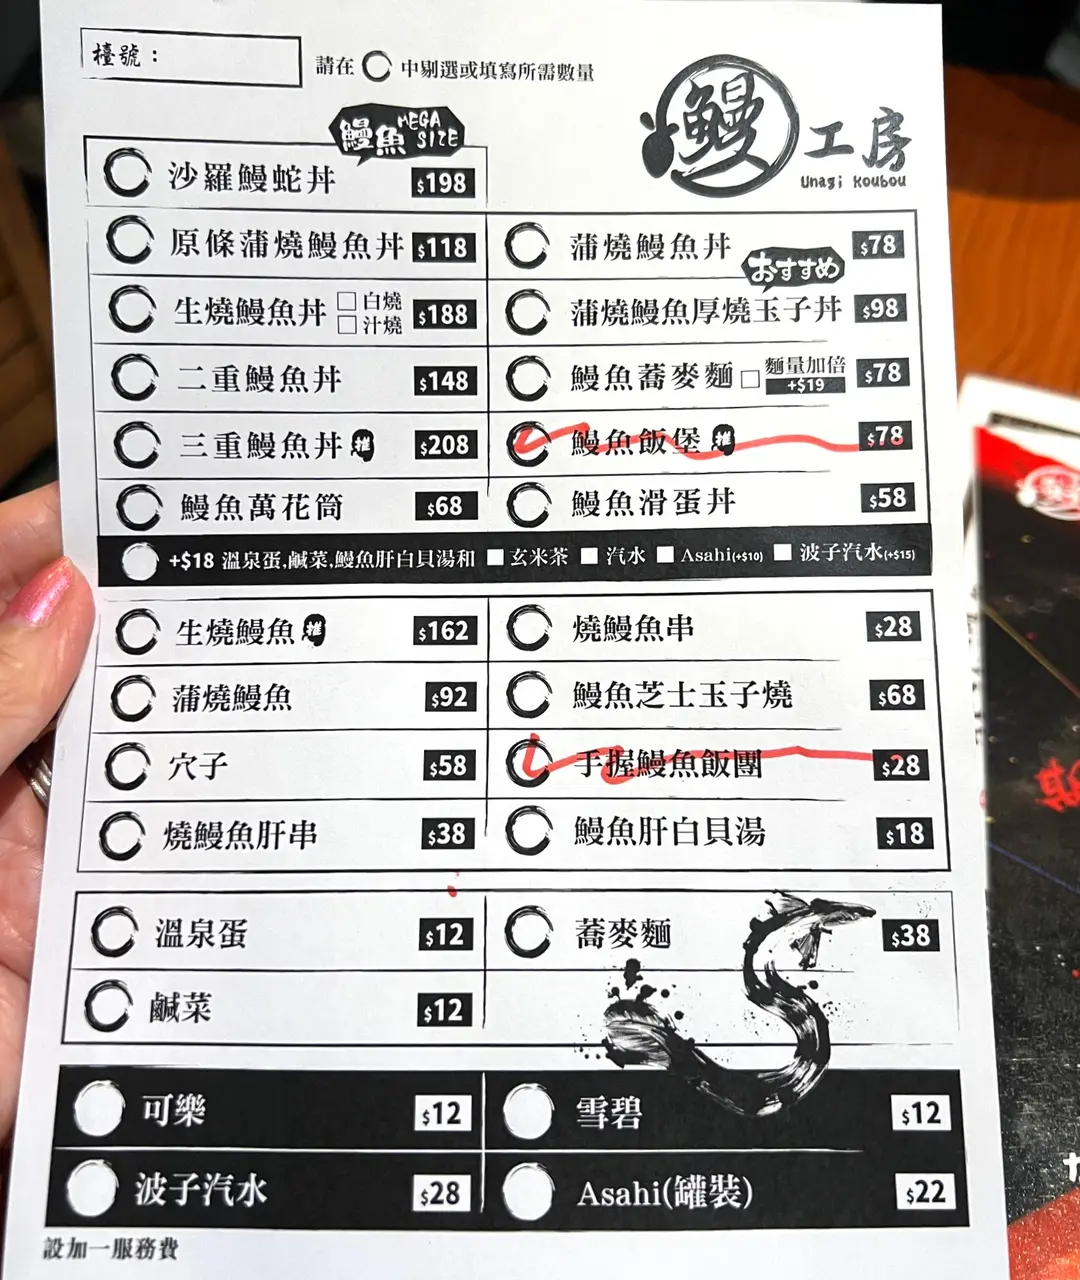 檯號：
請在 ○ 中剔選或填寫所需數量
鰻魚 MEGA SIZE
鰻工房
Unagi Koubou
沙羅鰻蛇丼 $198
原條蒲燒鰻魚丼 $118
蒲燒鰻魚丼 $78
おすすめ
生燒鰻魚丼 □白燒 □汁燒 $188
蒲燒鰻魚厚燒玉子丼 $98
二重鰻魚丼 $148
鰻魚蕎麥麵 □ 麵量加倍 +$19 $78
三重鰻魚丼 推 $208
鰻魚飯堡 推 $78
鰻魚萬花筒 $68
鰻魚滑蛋丼 $58
+$18 溫泉蛋,鹹菜,鰻魚肝白貝湯和 ■玄米茶 ■汽水 ■Asahi(+$10) ■波子汽水(+$15)
生燒鰻魚 推 $162
燒鰻魚串 $28
蒲燒鰻魚 $92
鰻魚芝士玉子燒 $68
穴子 $58
手握鰻魚飯團 $28
燒鰻魚肝串 $38
鰻魚肝白貝湯 $18
溫泉蛋 $12
蕎麥麵 $38
鹹菜 $12
可樂 $12
雪碧 $12
波子汽水 $28
Asahi(罐裝) $22
設加一服務費